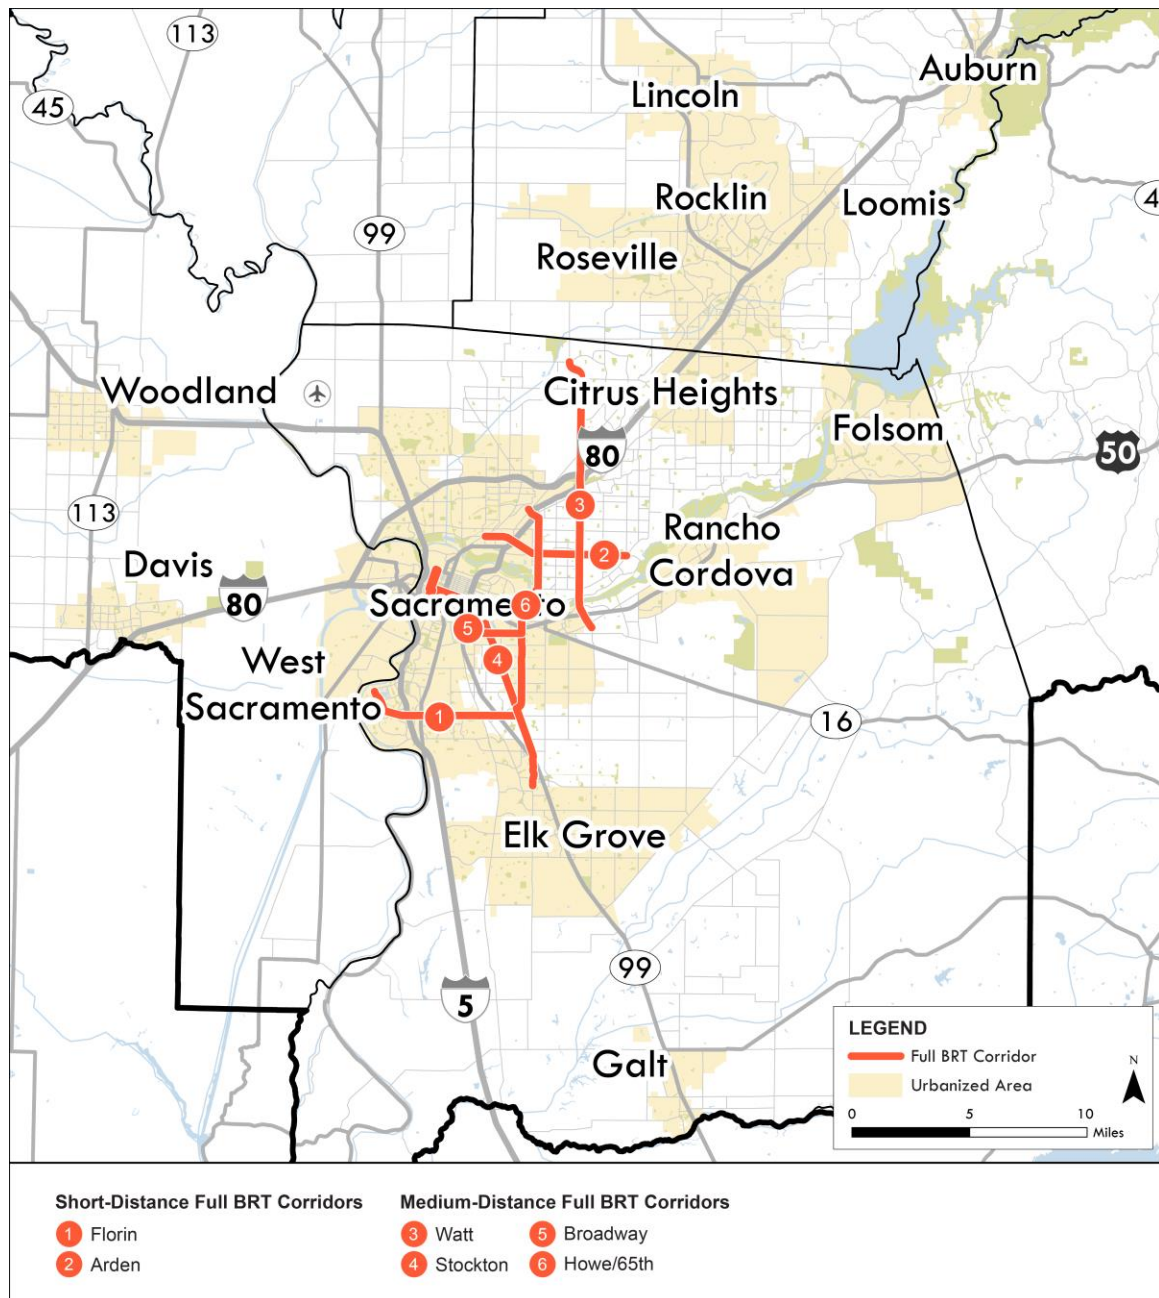 113
Auburn
45
Lincoln
Rocklin
Loomis
4
99
Roseville
Woodland
Citrus Heights
Folsom
80
50
3
113
Rancho
Cordova
2
Davis
80
Sacramento
6
5
West
Sacramento
4
1
16
Elk Grove
99
5
Galt
LEGEND
Full BRT Corridor
Urbanized Area
N
0 5 10
Miles
Short-Distance Full BRT Corridors
1 Florin
2 Arden
Medium-Distance Full BRT Corridors
3 Watt
4 Stockton
5 Broadway
6 Howe/65th